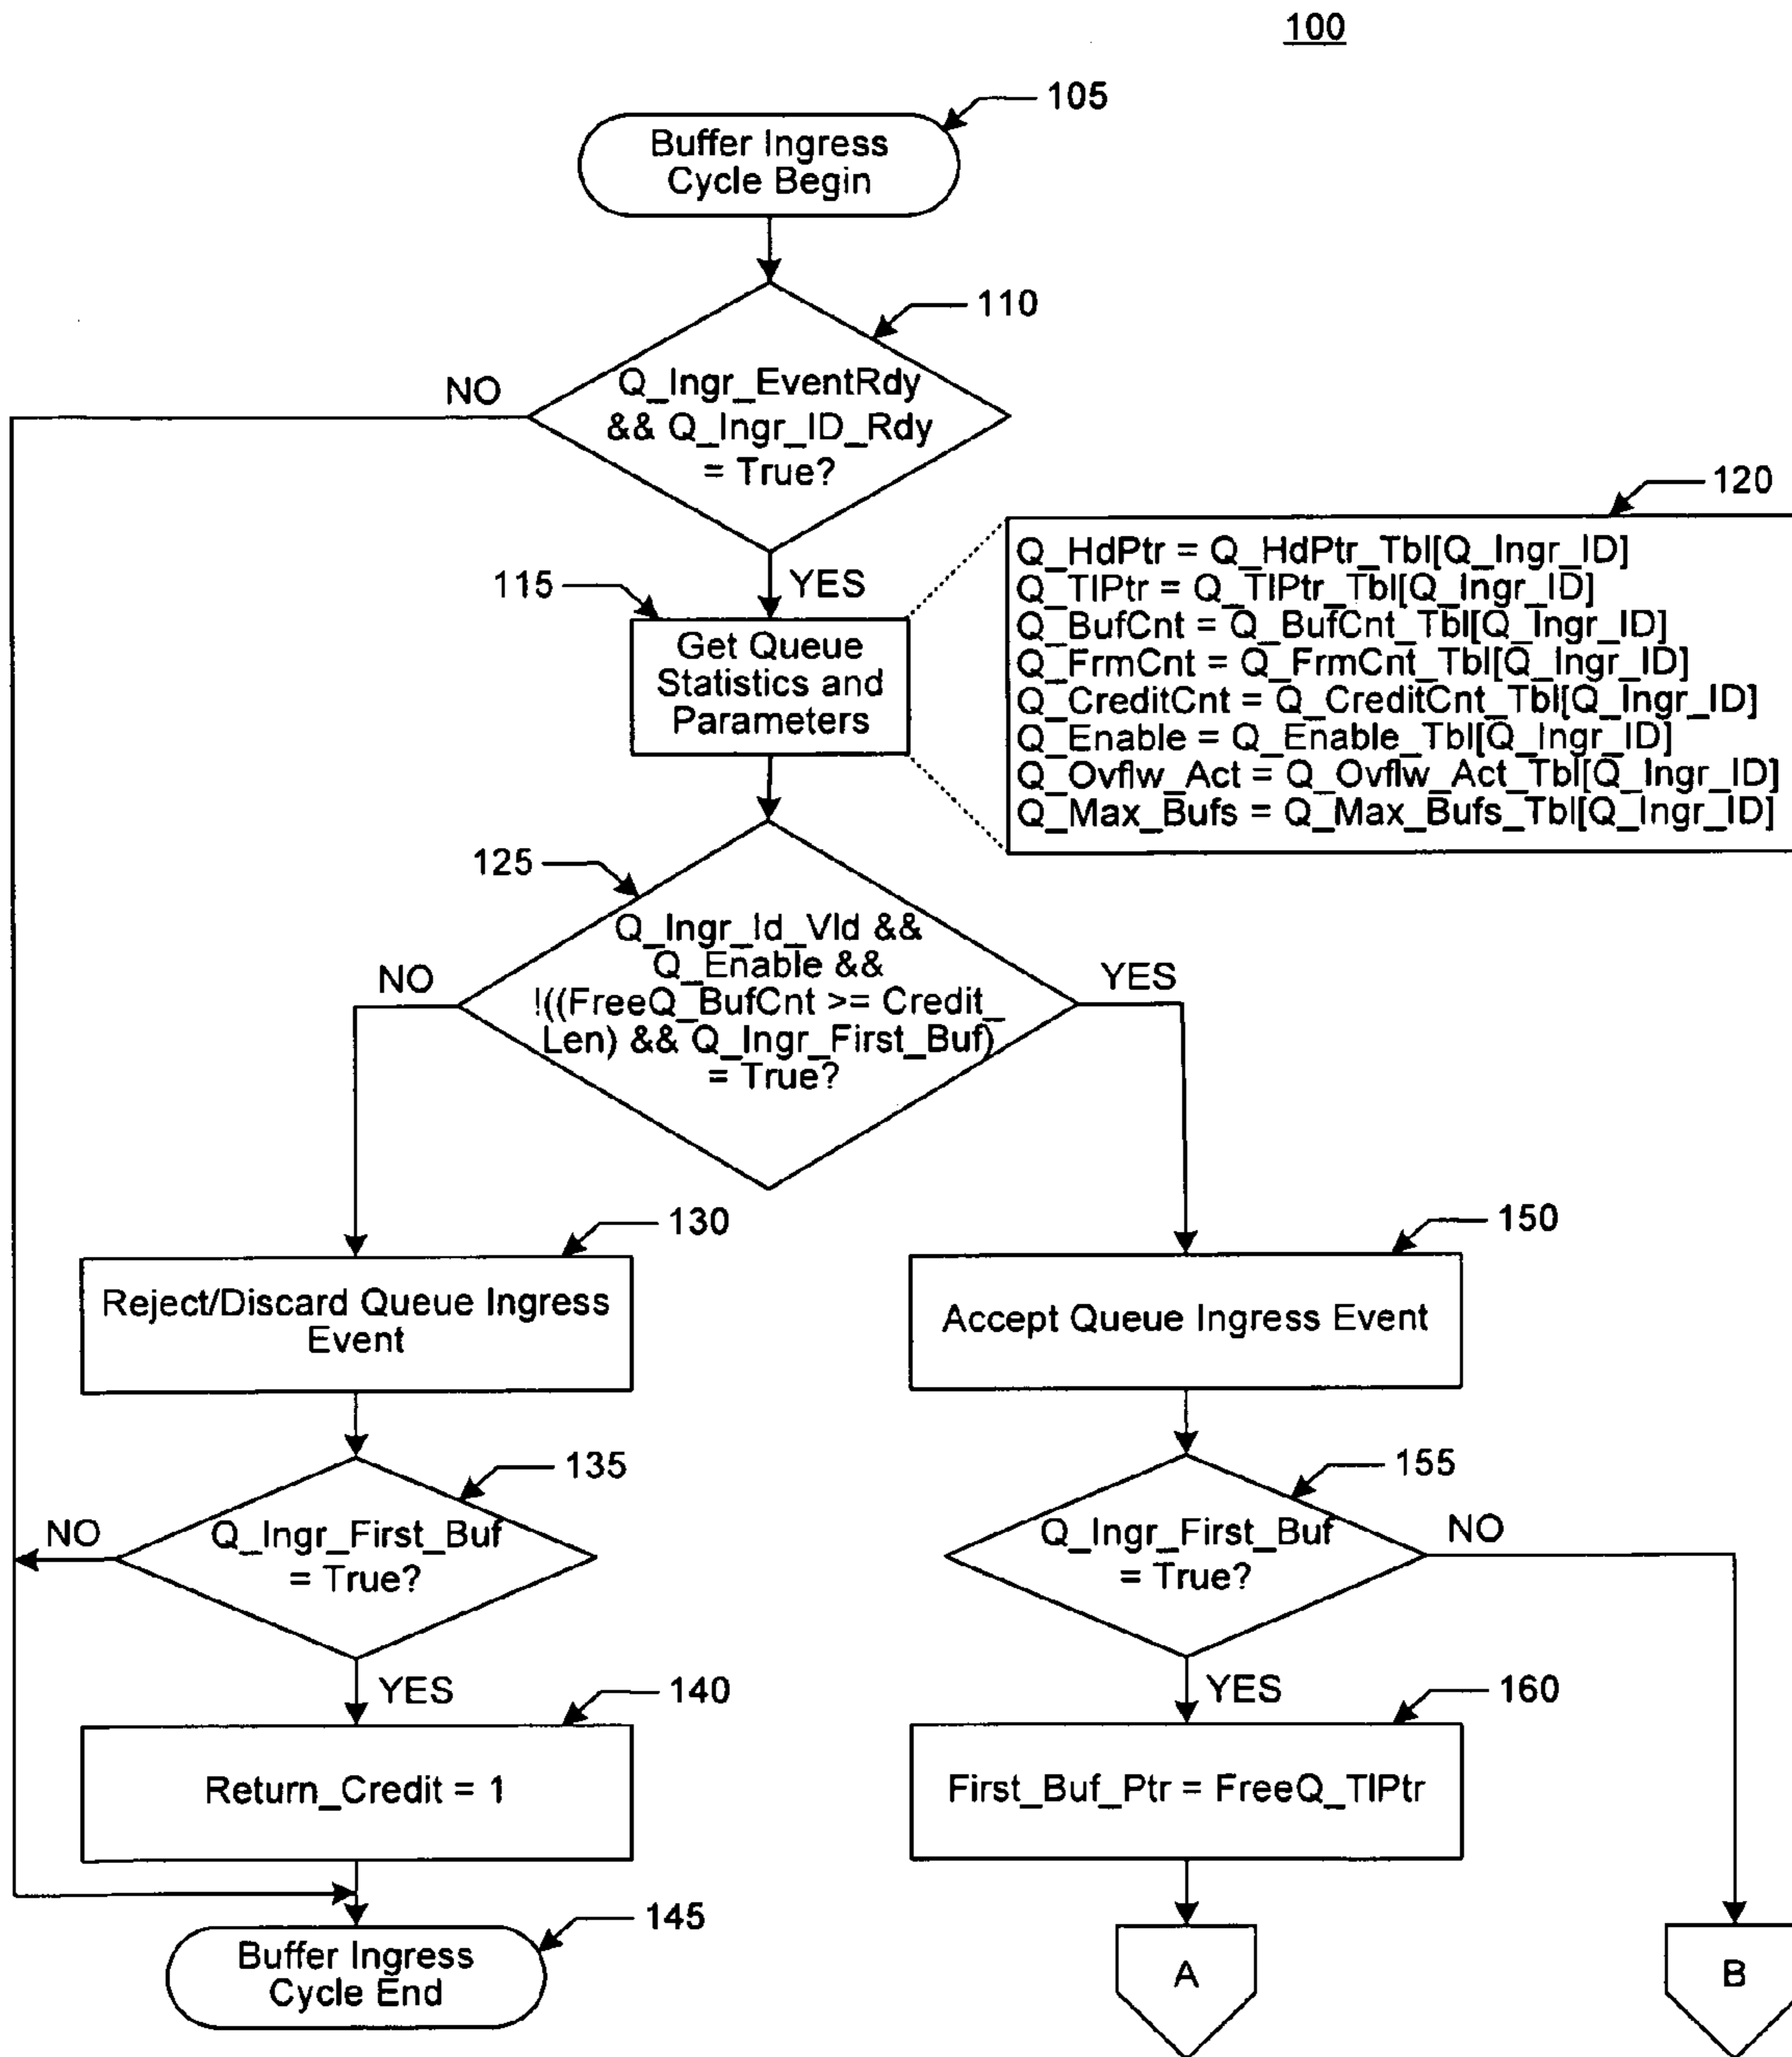 100
105
Buffer Ingress
Cycle Begin
110
NO
Q_Ingr_EventRdy
&& Q_Ingr_ID_Rdy
= True?
120
115
YES
Get Queue
Statistics and
Parameters
Q_HdPtr = Q_HdPtr_Tbl[Q_Ingr_ID]
Q_TlPtr = Q_TlPtr_Tbl[Q_Ingr_ID]
Q_BufCnt = Q_BufCnt_Tbl[Q_Ingr_ID]
Q_FrmCnt = Q_FrmCnt_Tbl[Q_Ingr_ID]
Q_CreditCnt = Q_CreditCnt_Tbl[Q_Ingr_ID]
Q_Enable = Q_Enable_Tbl[Q_Ingr_ID]
Q_Ovflw_Act = Q_Ovflw_Act_Tbl[Q_Ingr_ID]
Q_Max_Bufs = Q_Max_Bufs_Tbl[Q_Ingr_ID]
125
NO
Q_Ingr_Id_Vld &&
Q_Enable &&
!((FreeQ_BufCnt >= Credit_
Len) && Q_Ingr_First_Buf)
= True?
YES
130
Reject/Discard Queue Ingress
Event
150
Accept Queue Ingress Event
135
NO
Q_Ingr_First_Buf
= True?
155
Q_Ingr_First_Buf
= True?
NO
YES
140
Return_Credit = 1
YES
160
First_Buf_Ptr = FreeQ_TlPtr
145
Buffer Ingress
Cycle End
A
B